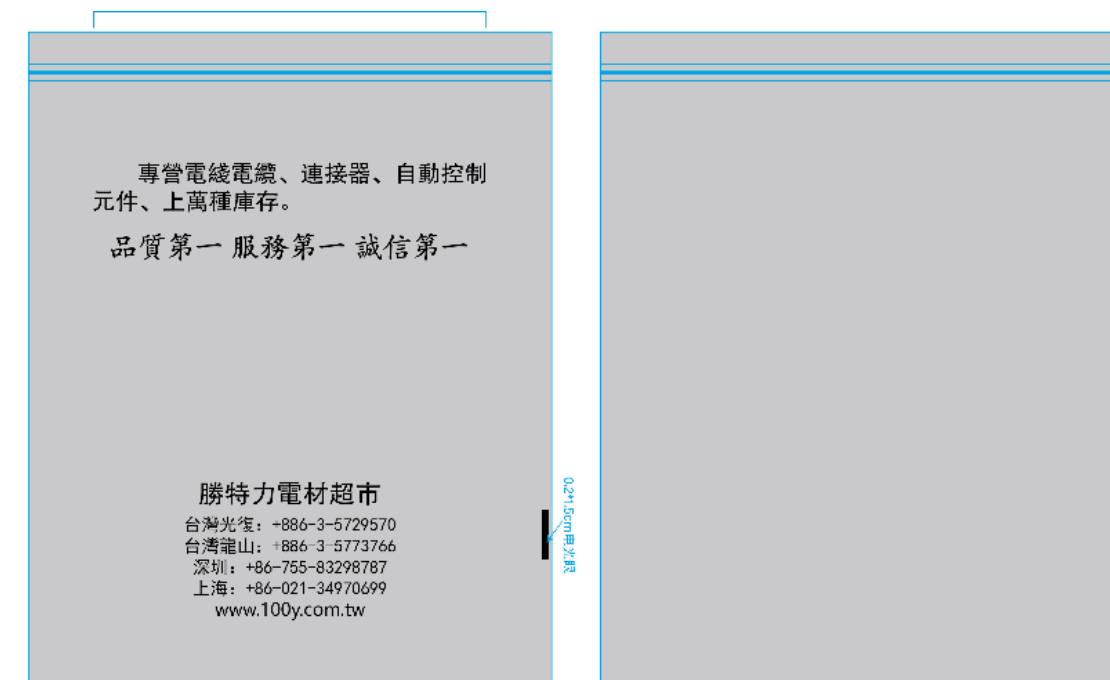 專營電綫電纜、連接器、自動控制
元件、上萬種庫存。
品質第一 服務第一 誠信第一
勝特力電材超市
台灣光復：+886-3-5729570
台灣龍山：+886-3-5773766
深圳：+86-755-83298787
上海：+86-021-34970699
www.100y.com.tw
0.2*1.5cm电光眼